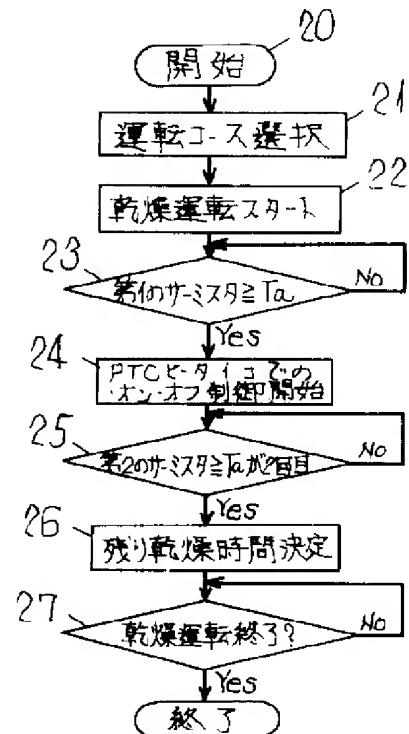 20
開始
21
運転コース選択
22
乾燥運転スタート
23
第1のサーミスタ≧Ta
No
Yes
24
PTCヒータイコでの
オン・オフ制御開始
25
第2のサーミスタ≧Taが2回目
No
Yes
26
残り乾燥時間決定
27
乾燥運転終了?
No
Yes
終了